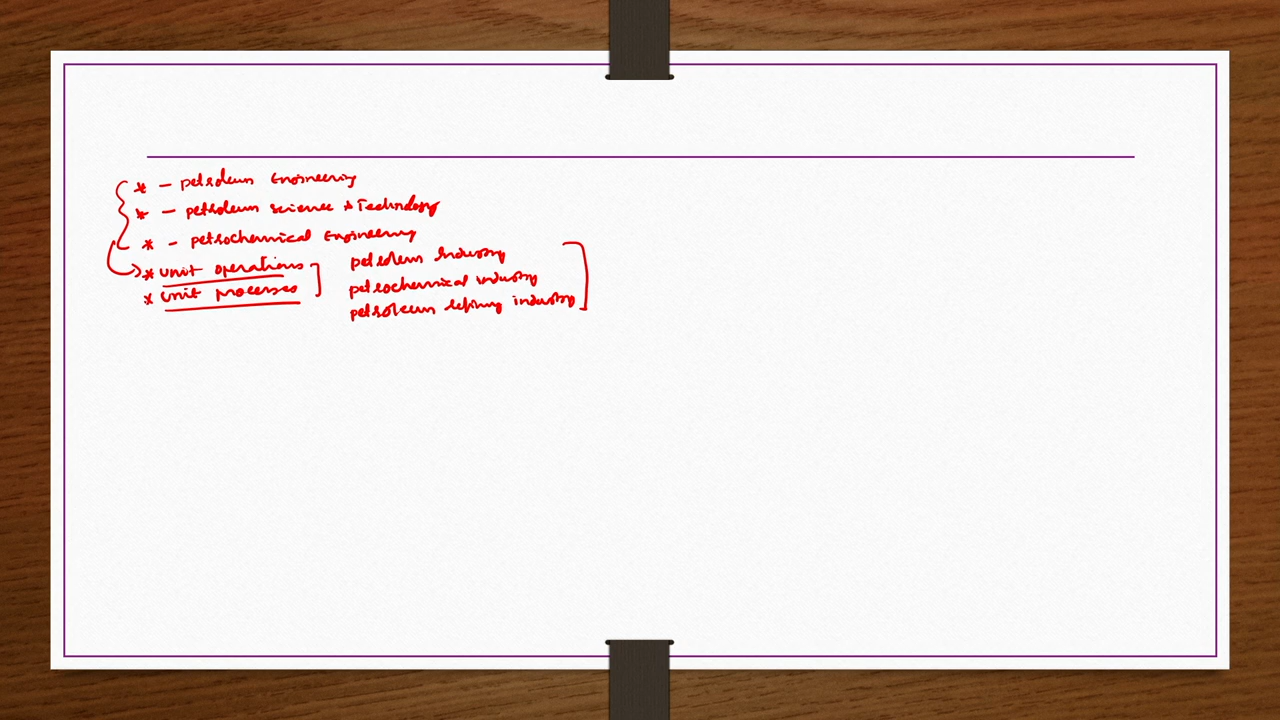 * - petroleum Engineering
* - petroleum science & Technology
* - petrochemical Engineering
* unit operations
* unit processes
petroleum Industry
petrochemical industry
petroleum refining industry